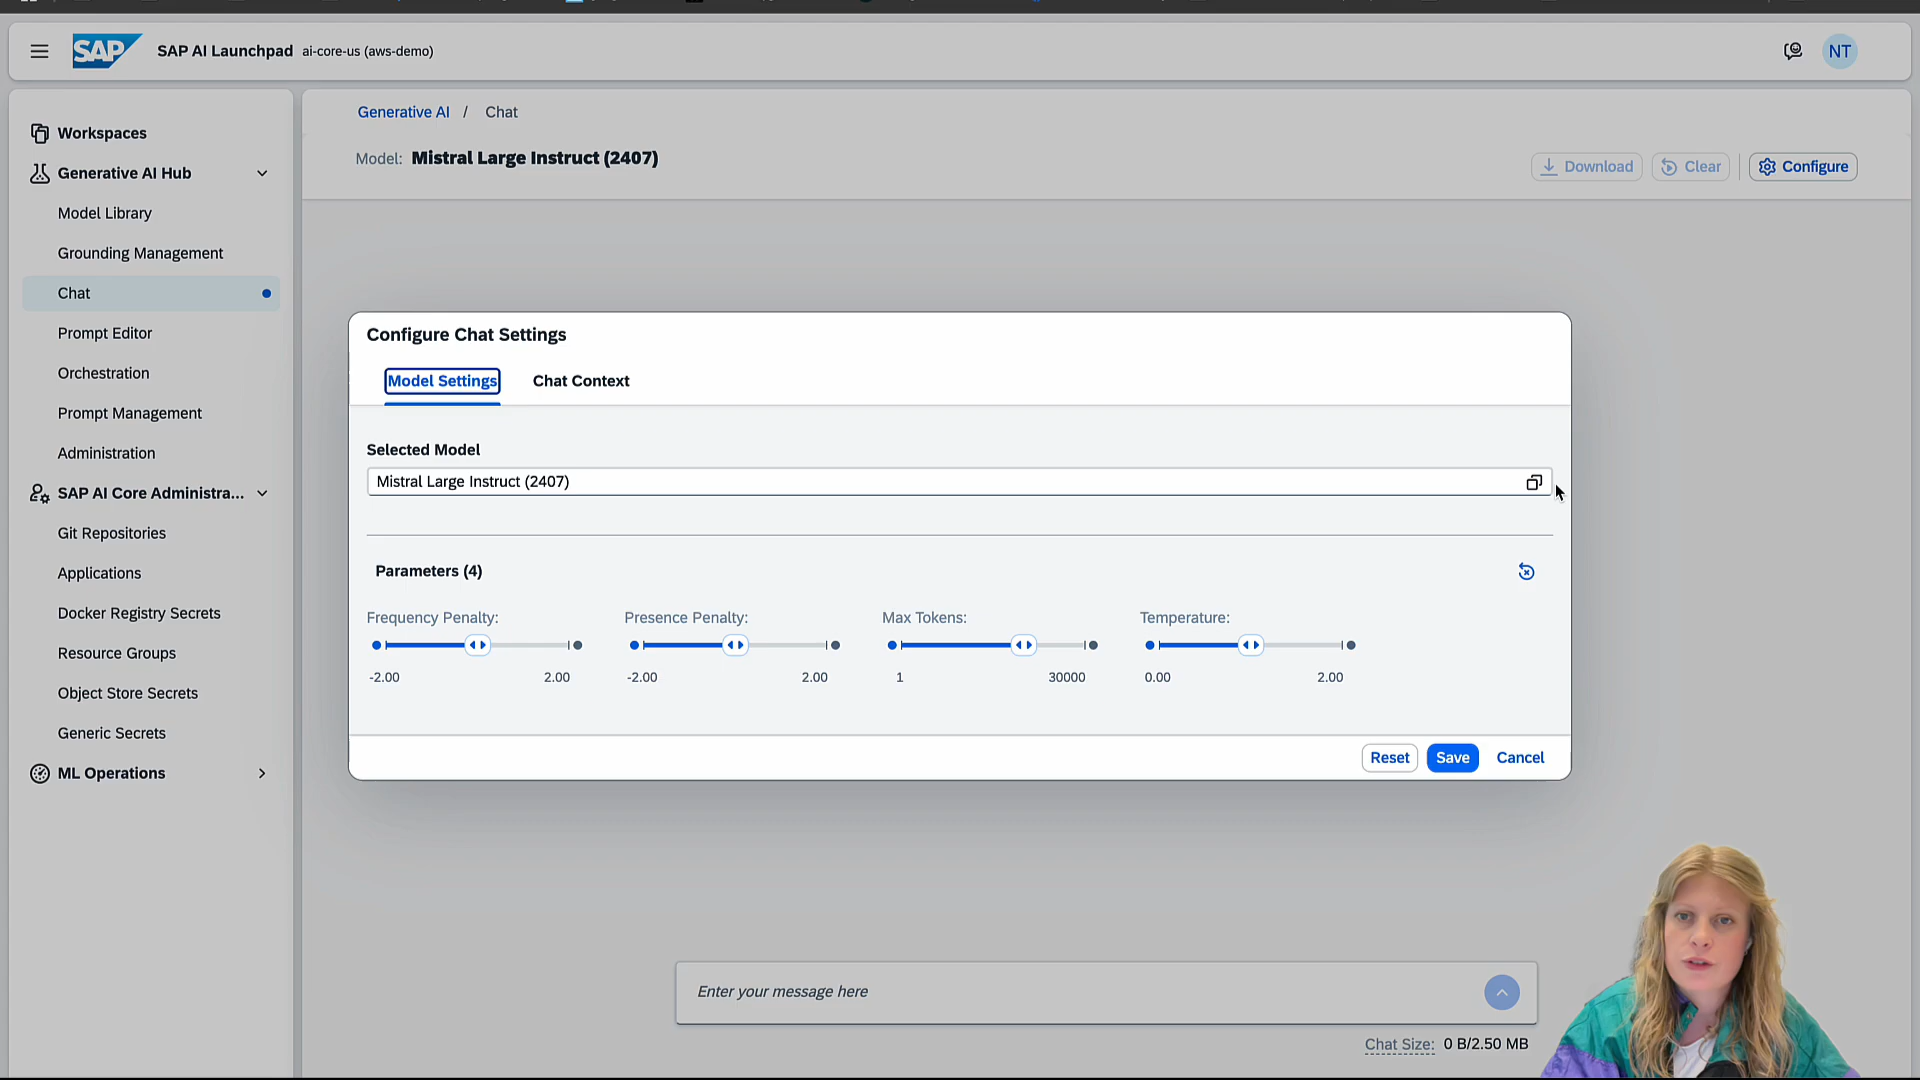 SAP SAP AI Launchpad ai-core-us (aws-demo) NT
Workspaces
Generative AI Hub
Model Library
Grounding Management
Chat
Prompt Editor
Orchestration
Prompt Management
Administration
SAP AI Core Administra...
Git Repositories
Applications
Docker Registry Secrets
Resource Groups
Object Store Secrets
Generic Secrets
ML Operations
Generative AI / Chat
Model: Mistral Large Instruct (2407)
Download Clear Configure
Configure Chat Settings
Model Settings Chat Context
Selected Model
Mistral Large Instruct (2407)
Parameters (4)
Frequency Penalty: Presence Penalty: Max Tokens: Temperature:
-2.00 2.00 -2.00 2.00 1 30000 0.00 2.00
Reset Save Cancel
Enter your message here
Chat Size: 0 B/2.50 MB